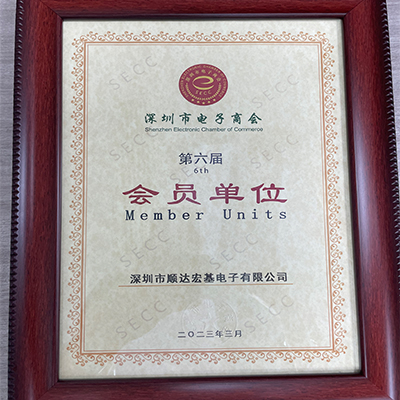 SECC
深圳市电子商会
Shenzhen Electronic Chamber of Commerce
第六届
6th
会员单位
Member Units
深圳市顺达宏基电子有限公司
二〇二三年三月